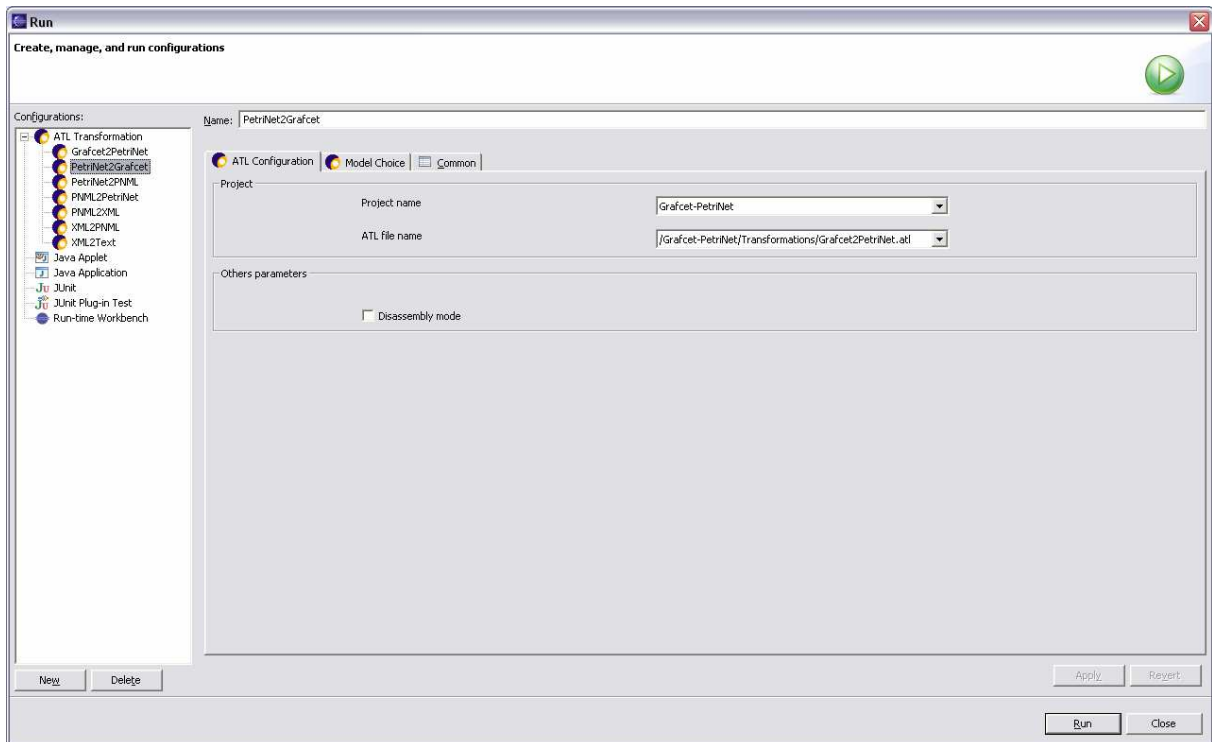 Run
Create, manage, and run configurations
Configurations:
ATL Transformation
Grafcet2PetriNet
PetriNet2Grafcet
PetriNet2PNML
PNML2PetriNet
PNML2XML
XML2PNML
XML2Text
Java Applet
Java Application
JUnit
JUnit Plug-in Test
Run-time Workbench
New Delete
Name: PetriNet2Grafcet
ATL Configuration Model Choice Common
Project
Project name Grafcet-PetriNet
ATL file name /Grafcet-PetriNet/Transformations/Grafcet2PetriNet.atl
Others parameters
Disassembly mode
Apply Revert
Run Close